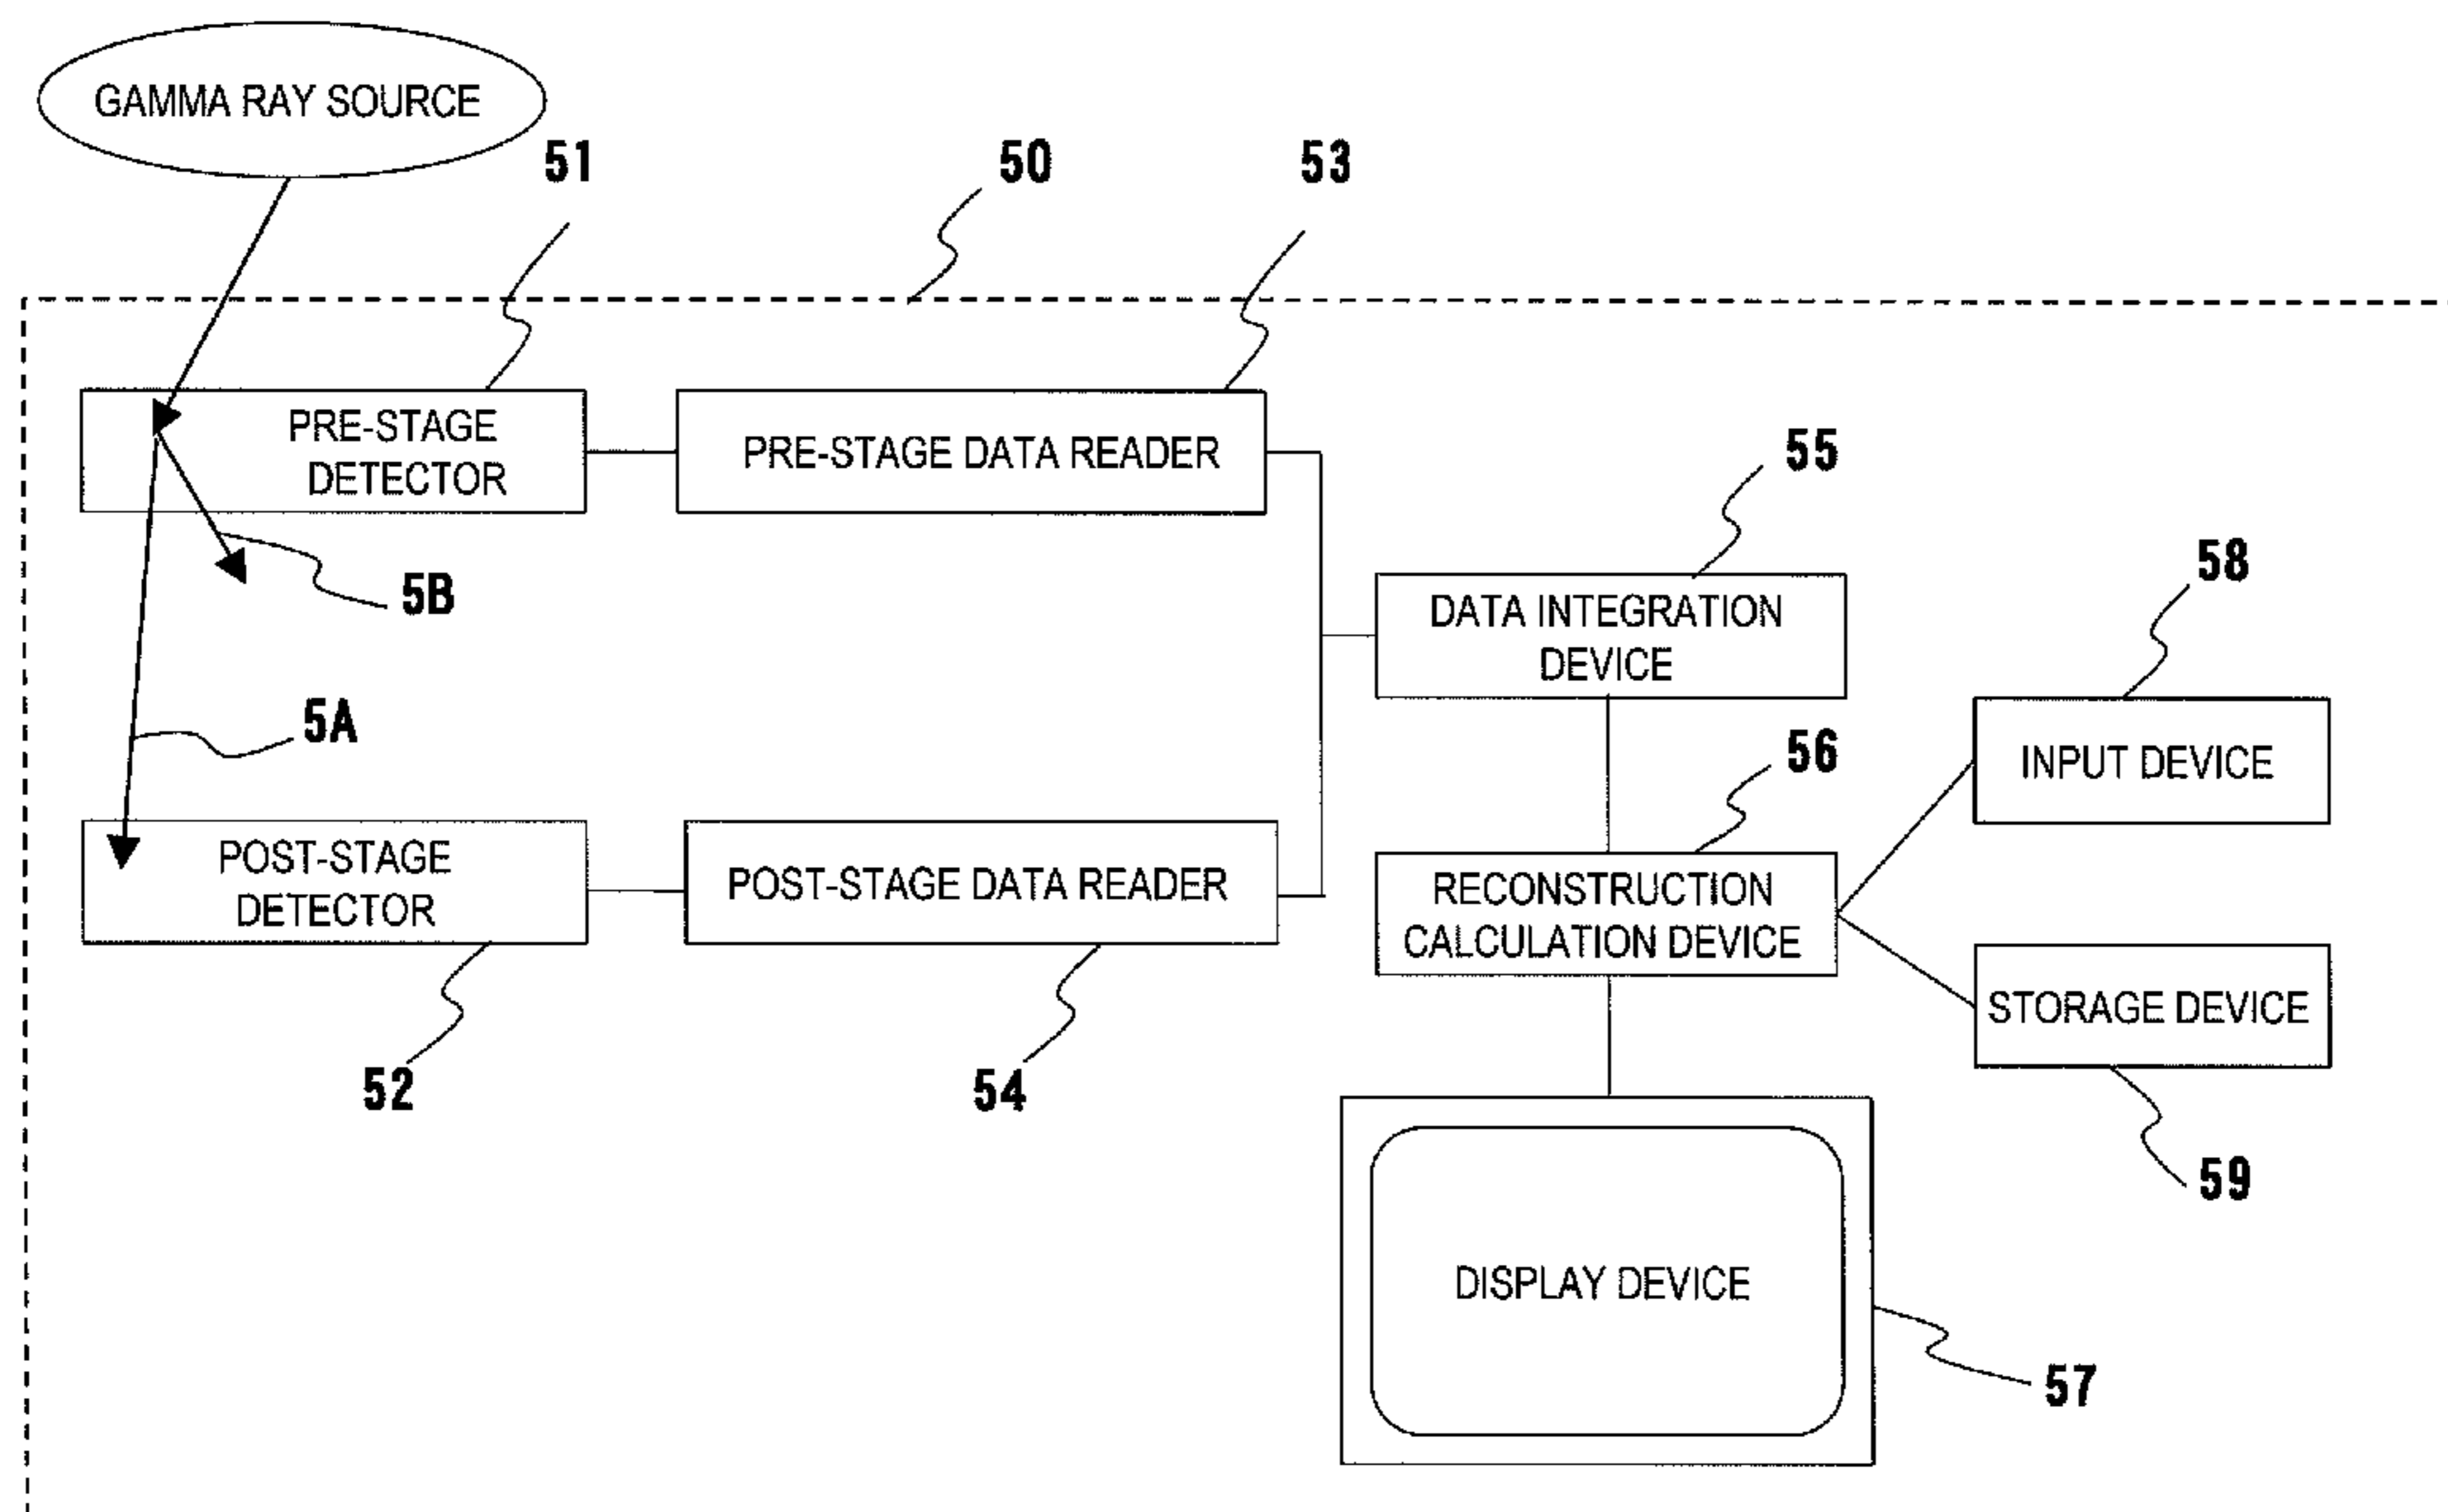 GAMMA RAY SOURCE
51
50
53
PRE-STAGE
DETECTOR
PRE-STAGE DATA READER
55
5B
DATA INTEGRATION
DEVICE
58
5A
56
INPUT DEVICE
POST-STAGE
DETECTOR
POST-STAGE DATA READER
RECONSTRUCTION
CALCULATION DEVICE
STORAGE DEVICE
52
54
59
DISPLAY DEVICE
57